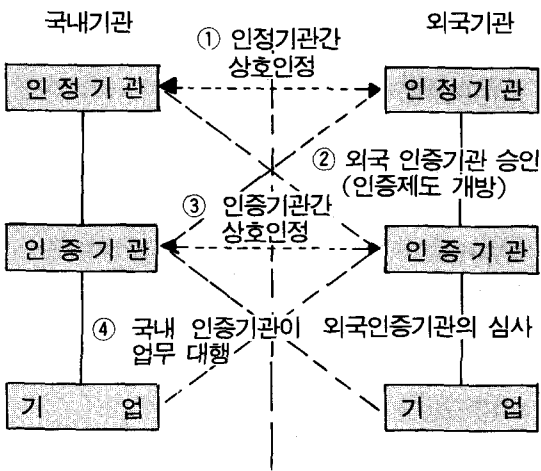 국내기관
외국기관
① 인정기관간
상호인정
인 정 기 관
인 정 기 관
② 외국 인증기관 승인
(인증제도 개방)
③ 인증기관간
상호인정
인 증 기 관
인 증 기 관
④ 국내 인증기관이
업무 대행
외국인증기관의 심사
기 업
기 업